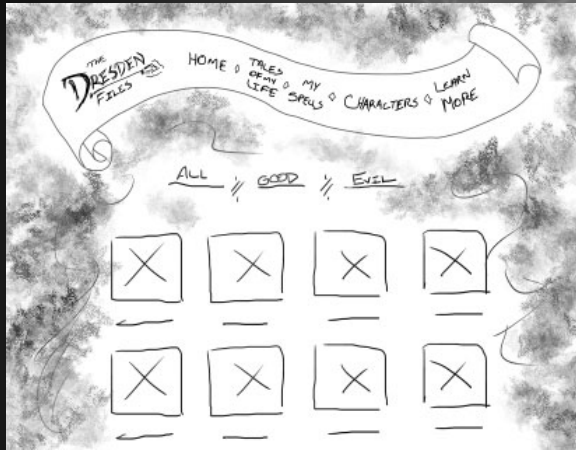 THE
DRESDEN
FILES
HOME
TALES
OF MY
LIFE
MY
SPELLS
CHARACTERS
LEARN
MORE
ALL // GOOD // EVIL